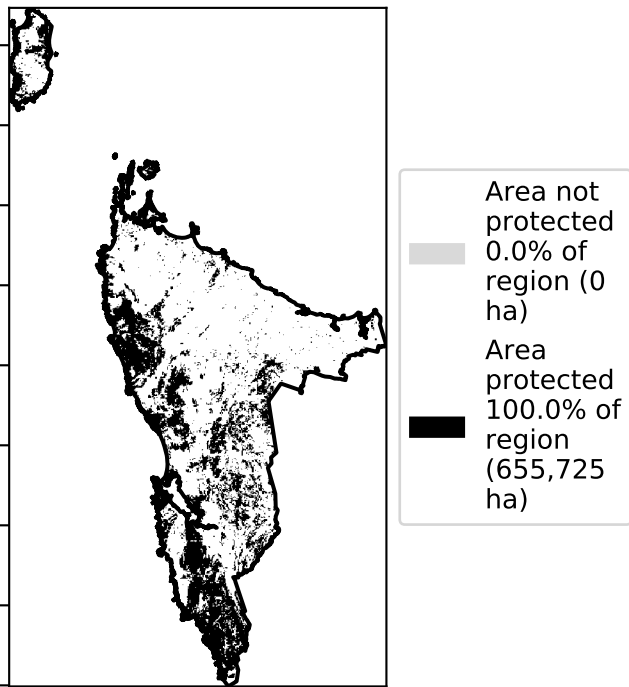 Area not
protected
0.0% of
region (0
ha)
Area
protected
100.0% of
region
(655,725
ha)